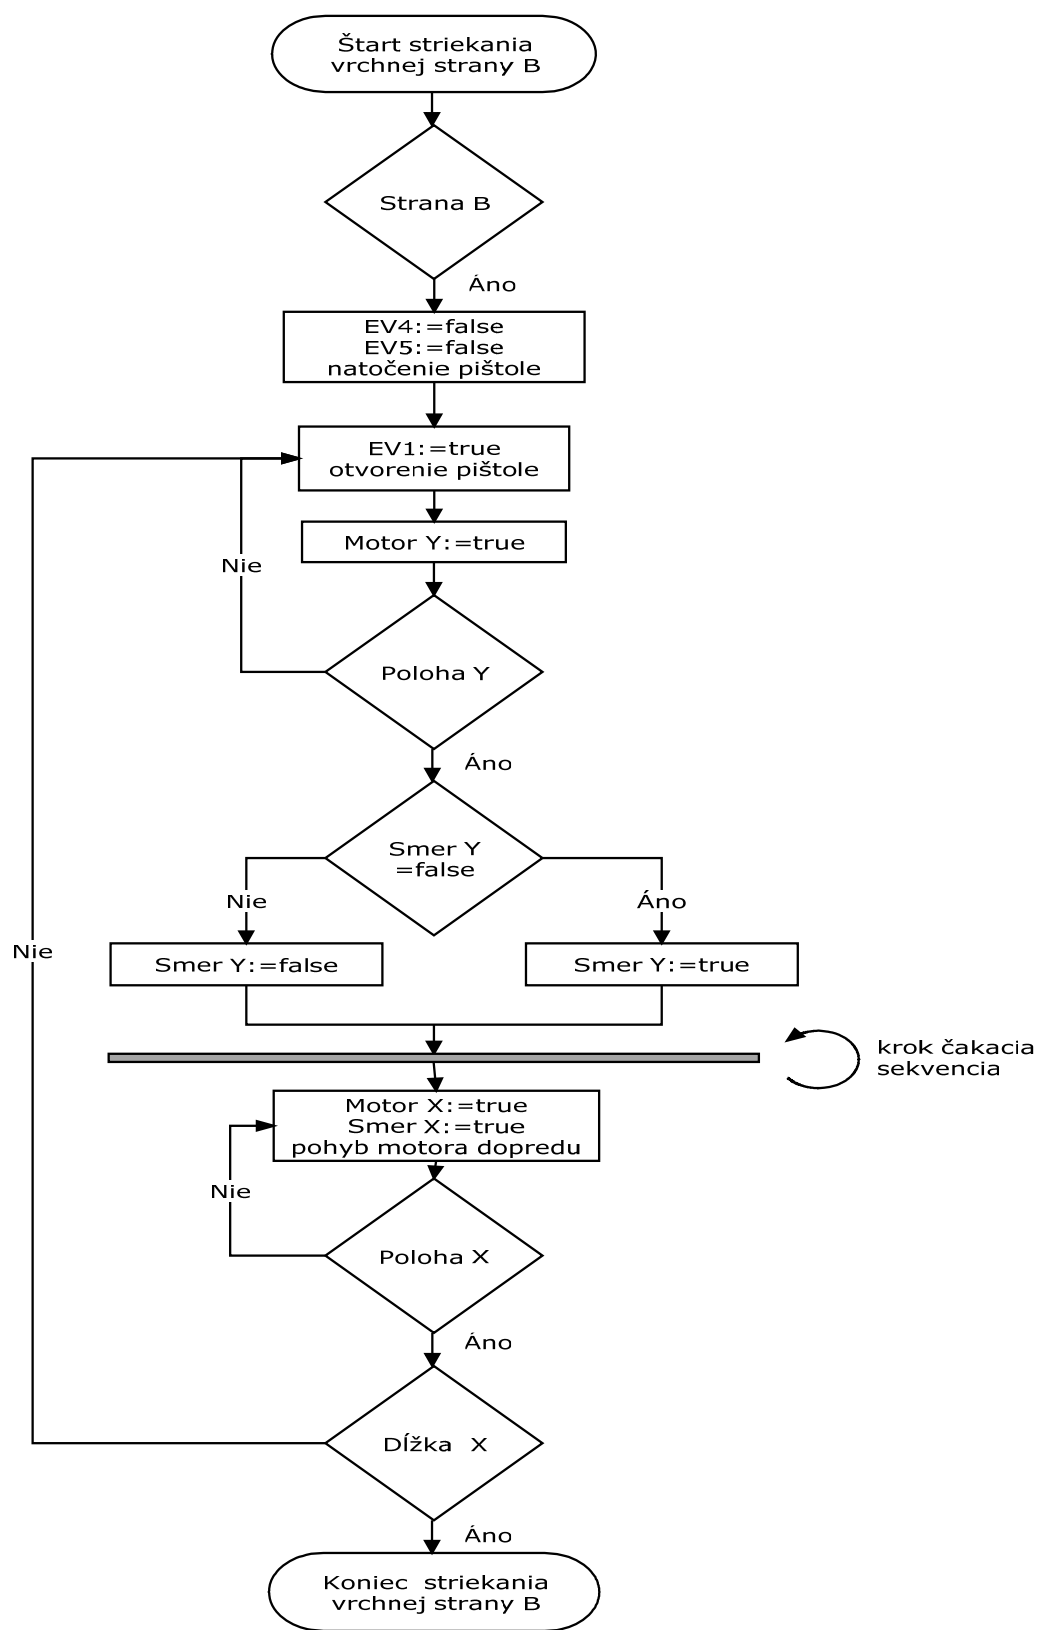 Štart striekania
vrchnej strany B
Strana B
Áno
EV4:=false
EV5:=false
natočenie pištole
EV1:=true
otvorenie pištole
Motor Y:=true
Nie
Poloha Y
Áno
Smer Y
=false
Nie
Áno
Nie
Smer Y:=false
Smer Y:=true
krok čakacia
sekvencia
Motor X:=true
Smer X:=true
pohyb motora dopredu
Nie
Poloha X
Áno
Dĺžka X
Áno
Koniec striekania
vrchnej strany B